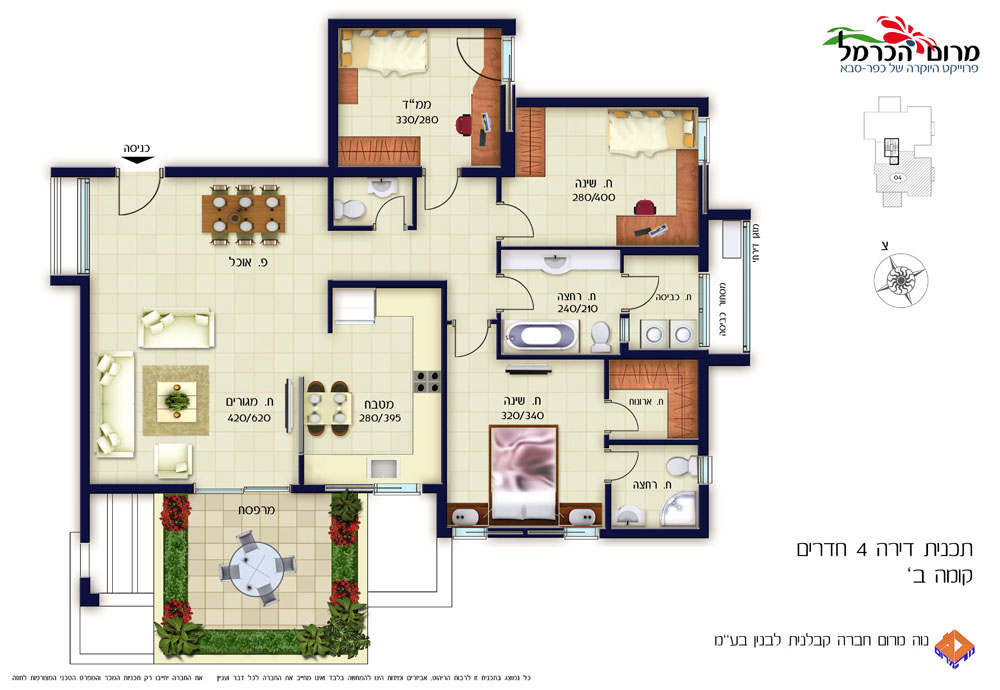 מרום הכרמל
פרוייקט היוקרה של כפר-סבא
04
צ
כניסה
ממ"ד
330/280
ח. שינה
280/400
פ. אוכל
ח. רחצה
240/210
ח. כביסה
מסתור כביסה
ח. מגורים
420/620
מטבח
280/395
ח. שינה
320/340
ח. ארונות
ח. רחצה
מרפסת
תכנית דירה 4 חדרים
קומה ב'
נוה מרום חברה קבלנית לבנין בע"מ
כל המוצג בתכנית זו לרבות הריהוט, אביזרים ומידות הינו להמחשה בלבד ואינו מחייב את החברה לכל דבר ועניין
את החברה יחייבו רק תכניות המכר והמפרט הטכני המצורפות לחוזה